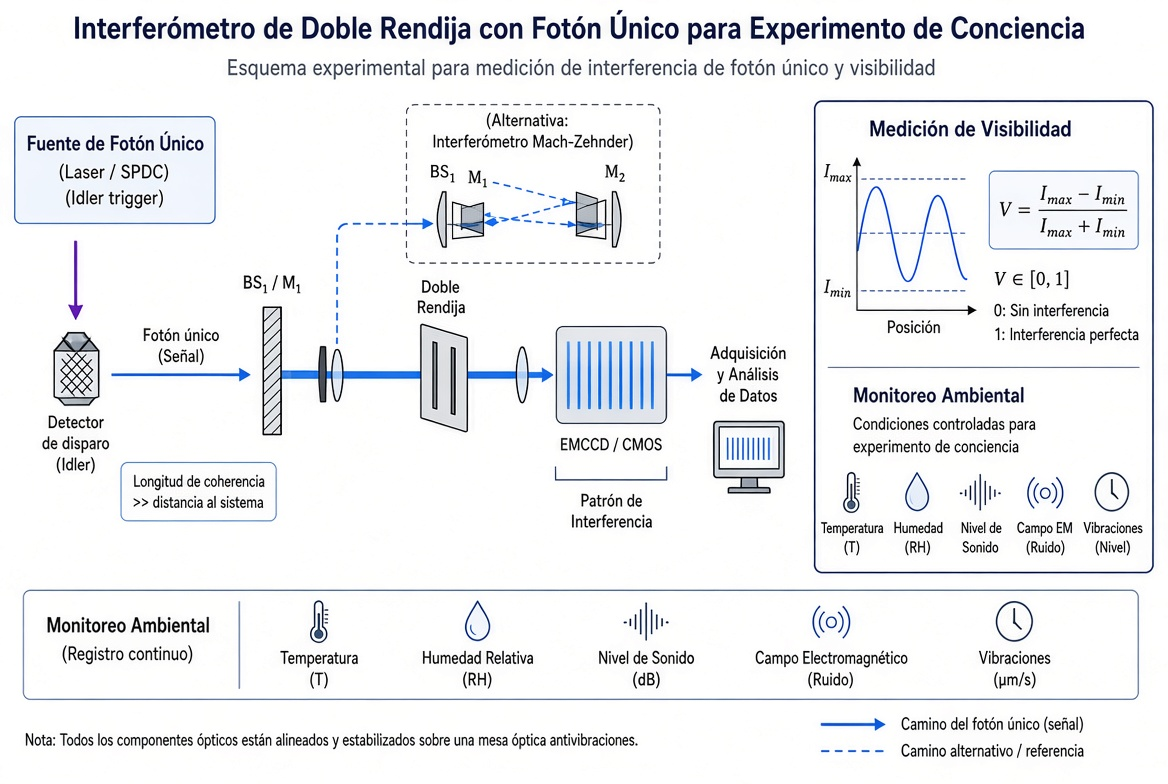 Interferómetro de Doble Rendija con Fotón Único para Experimento de Conciencia
Esquema experimental para medición de interferencia de fotón único y visibilidad
Fuente de Fotón Único
(Laser / SPDC)
(Idler trigger)
Detector
de disparo
(Idler)
Fotón único
(Señal)
Longitud de coherencia
>> distancia al sistema
BS₁ / M₁
(Alternativa:
Interferómetro Mach-Zehnder)
BS₁
M₁
M₂
Doble
Rendija
EMCCD / CMOS
Patrón de
Interferencia
Adquisición
y Análisis
de Datos
Medición de Visibilidad
I_max
I_min
Posición
V = (I_max − I_min) / (I_max + I_min)
V ∈ [0, 1]
0: Sin interferencia
1: Interferencia perfecta
Monitoreo Ambiental
Condiciones controladas para
experimento de conciencia
Temperatura
(T)
Humedad
(RH)
Nivel de
Sonido
Campo EM
(Ruido)
Vibraciones
(Nivel)
Monitoreo Ambiental
(Registro continuo)
Temperatura
(T)
Humedad Relativa
(RH)
Nivel de Sonido
(dB)
Campo Electromagnético
(Ruido)
Vibraciones
(μm/s)
Nota: Todos los componentes ópticos están alineados y estabilizados sobre una mesa óptica antivibraciones.
Camino del fotón único (señal)
Camino alternativo / referencia